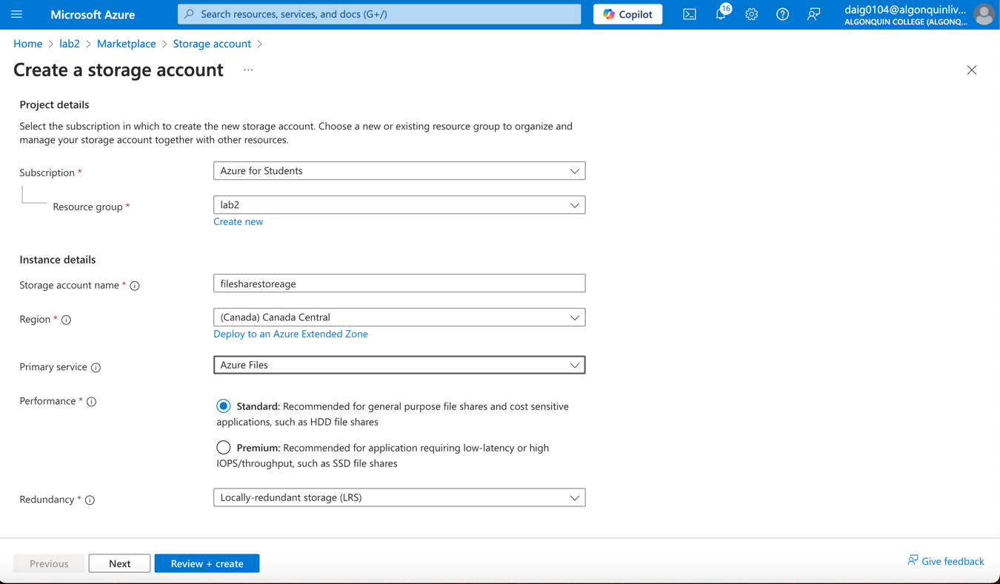 Microsoft Azure
Search resources, services, and docs (G+/)
Copilot
16
daig0104@algonquinliv...
ALGONQUIN COLLEGE (ALGONQ...
Home > lab2 > Marketplace > Storage account >
Create a storage account ...
Project details
Select the subscription in which to create the new storage account. Choose a new or existing resource group to organize and
manage your storage account together with other resources.
Subscription *
Azure for Students
Resource group *
lab2
Create new
Instance details
Storage account name *
filesharestoreage
Region *
(Canada) Canada Central
Deploy to an Azure Extended Zone
Primary service
Azure Files
Performance *
Standard: Recommended for general purpose file shares and cost sensitive
applications, such as HDD file shares
Premium: Recommended for application requiring low-latency or high
IOPS/throughput, such as SSD file shares
Redundancy *
Locally-redundant storage (LRS)
Previous
Next
Review + create
Give feedback